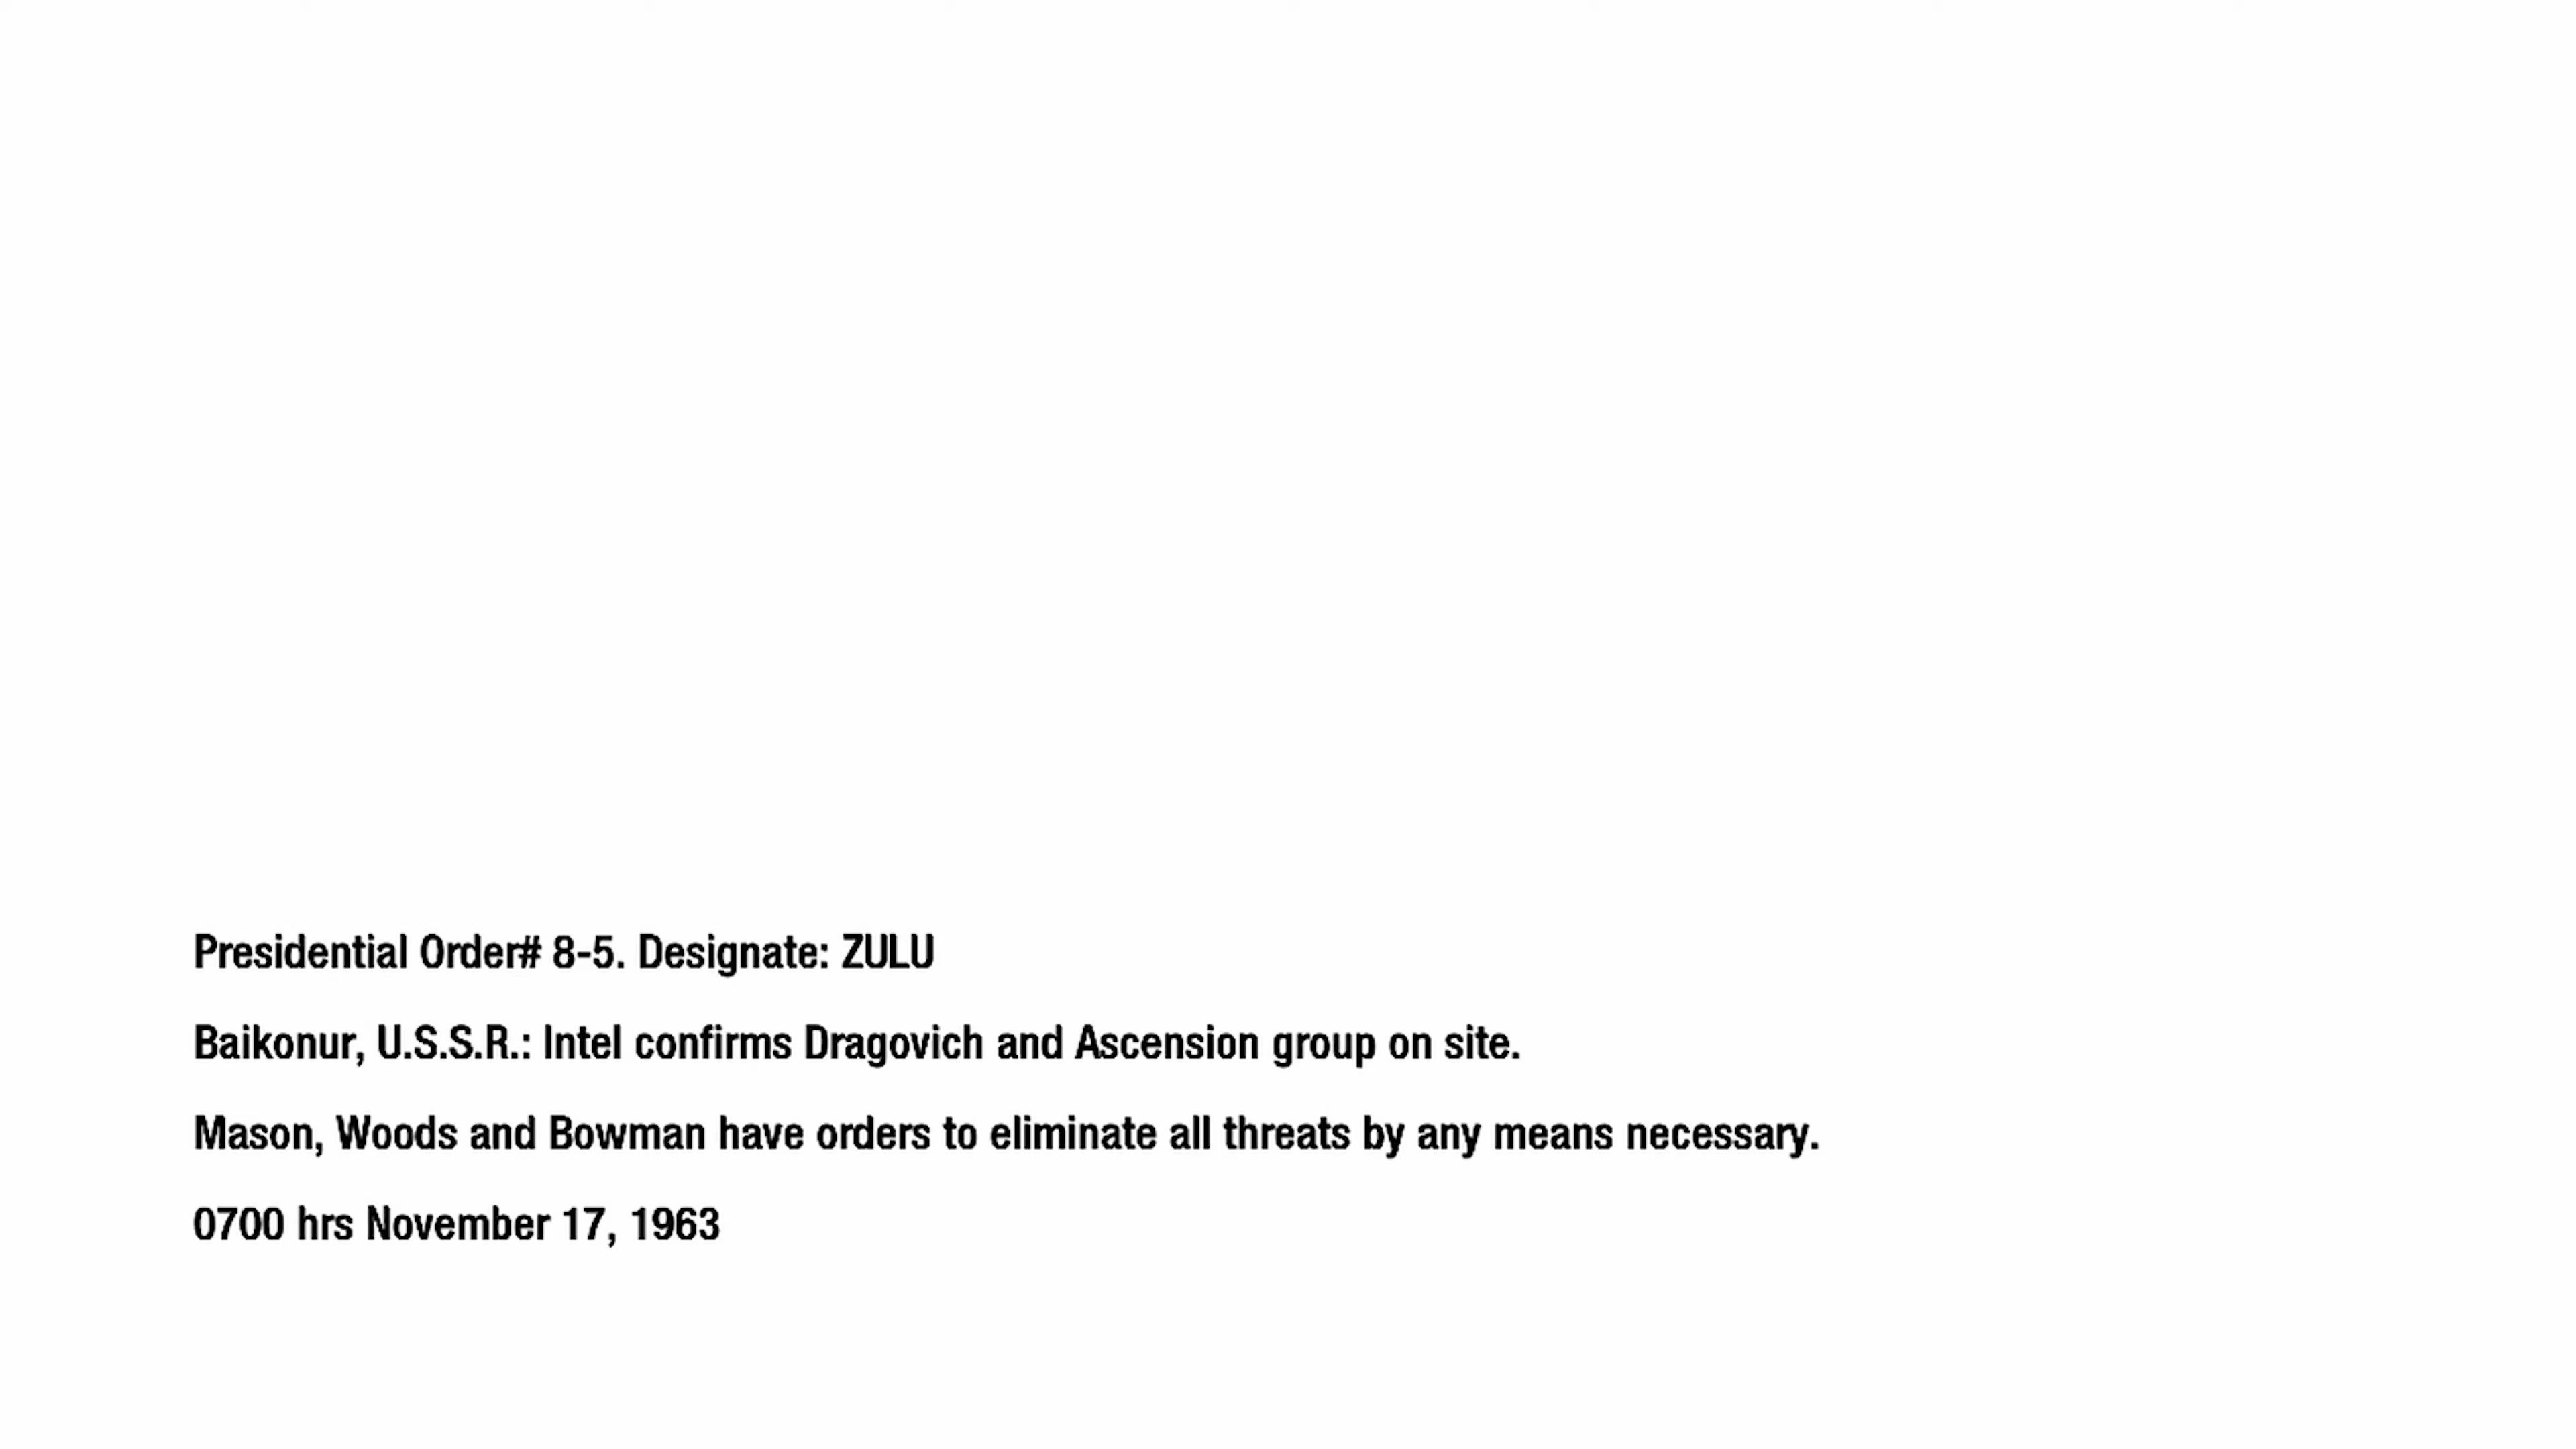 Presidential Order# 8-5. Designate: ZULU
Baikonur, U.S.S.R.: Intel confirms Dragovich and Ascension group on site.
Mason, Woods and Bowman have orders to eliminate all threats by any means necessary.
0700 hrs November 17, 1963